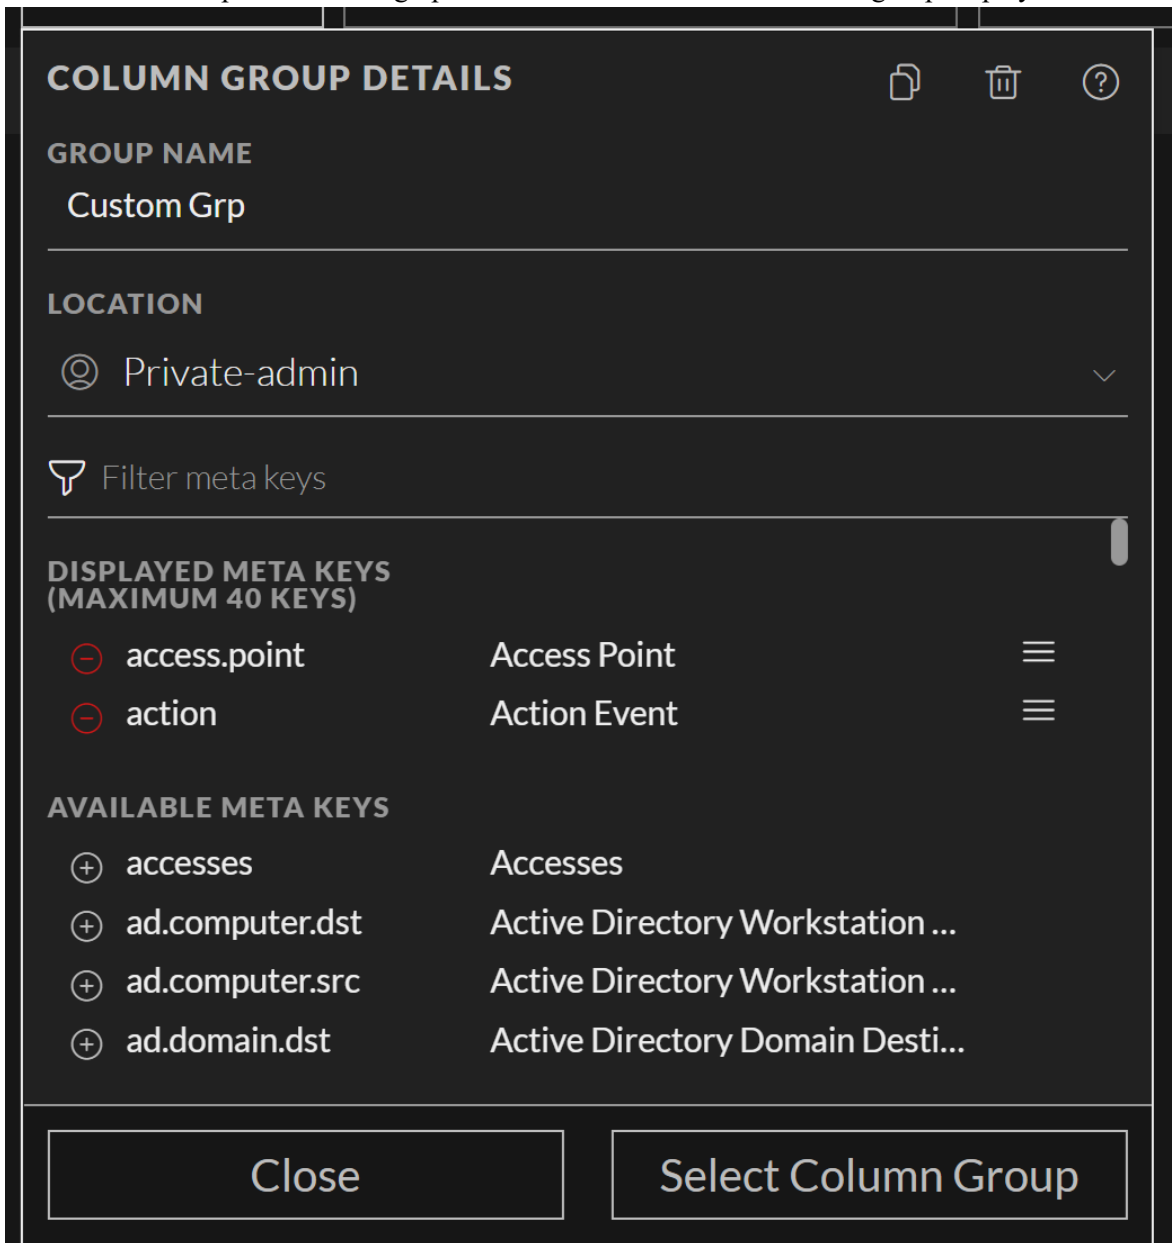 COLUMN GROUP DETAILS
GROUP NAME
Custom Grp
LOCATION
Private-admin
Filter meta keys
DISPLAYED META KEYS
(MAXIMUM 40 KEYS)
access.point Access Point
action Action Event
AVAILABLE META KEYS
accesses Accesses
ad.computer.dst Active Directory Workstation ...
ad.computer.src Active Directory Workstation ...
ad.domain.dst Active Directory Domain Desti...
Close Select Column Group